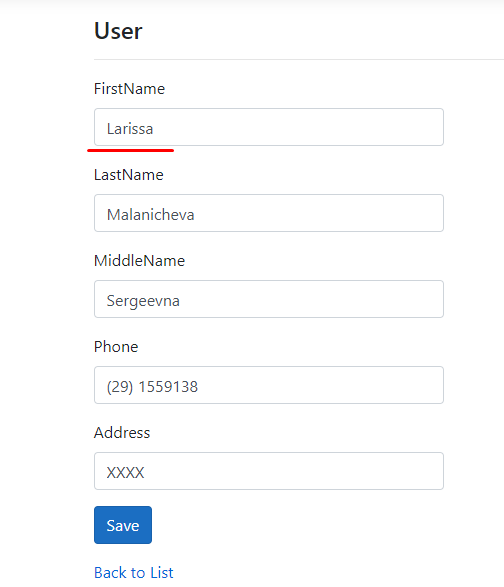 User
FirstName
Larissa
LastName
Malanicheva
MiddleName
Sergeevna
Phone
(29) 1559138
Address
XXXX
Save
Back to List